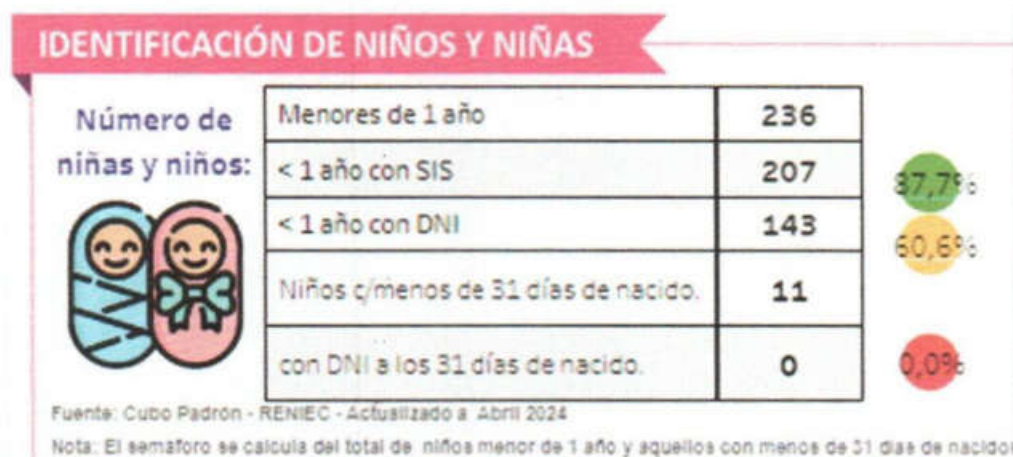 IDENTIFICACIÓN DE NIÑOS Y NIÑAS
Número de
niñas y niños:
Menores de 1 año 236
< 1 año con SIS 207 87,7%
< 1 año con DNI 143 60,6%
Niños c/menos de 31 días de nacido. 11
con DNI a los 31 días de nacido. 0 0,0%
Fuente: Cubo Padrón - RENIEC - Actualizado a Abril 2024
Nota: El semáforo se calcula del total de niños menor de 1 año y aquellos con menos de 31 días de nacidos